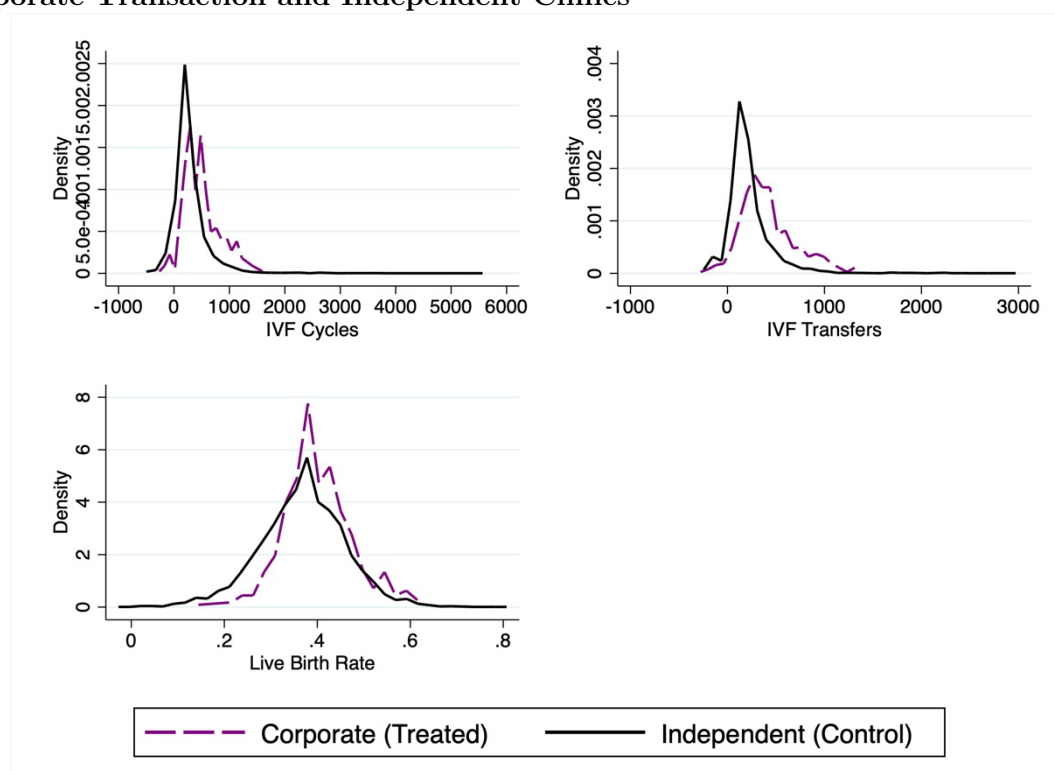 porate Transaction and Independent Clinics
Density
0 5.0e-04.001.0015.002.0025
-1000 0 1000 2000 3000 4000 5000 6000
IVF Cycles
Density
0 .001 .002 .003 .004
-1000 0 1000 2000 3000
IVF Transfers
Density
0 2 4 6 8
0 .2 .4 .6 .8
Live Birth Rate
Corporate (Treated) Independent (Control)